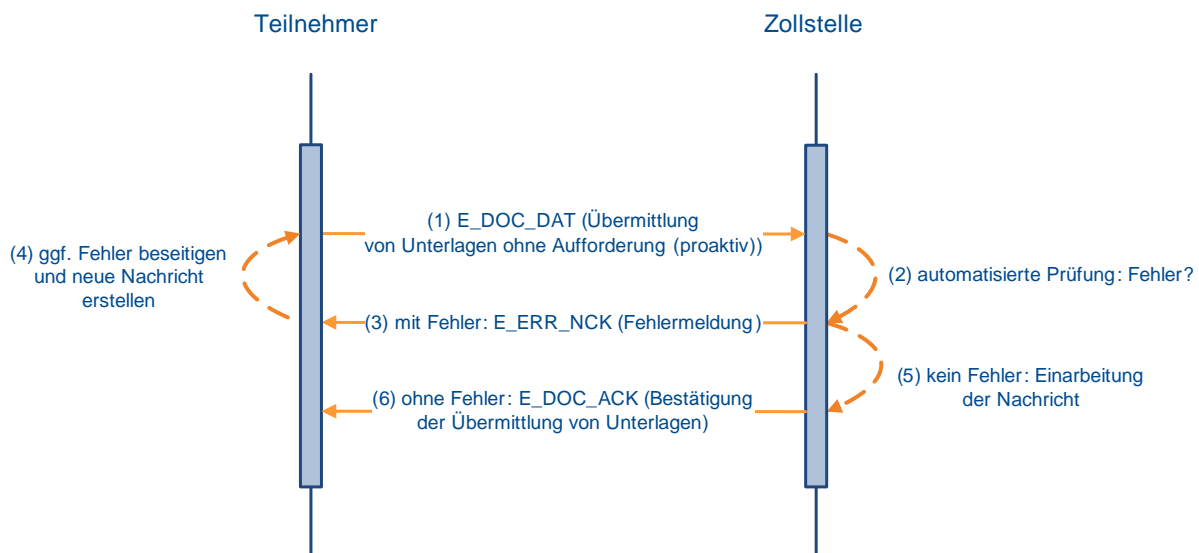 Teilnehmer
Zollstelle
(1) E_DOC_DAT (Übermittlung
von Unterlagen ohne Aufforderung (proaktiv))
(4) ggf. Fehler beseitigen
und neue Nachricht
erstellen
(2) automatisierte Prüfung: Fehler?
(3) mit Fehler: E_ERR_NCK (Fehlermeldung)
(5) kein Fehler: Einarbeitung
der Nachricht
(6) ohne Fehler: E_DOC_ACK (Bestätigung
der Übermittlung von Unterlagen)